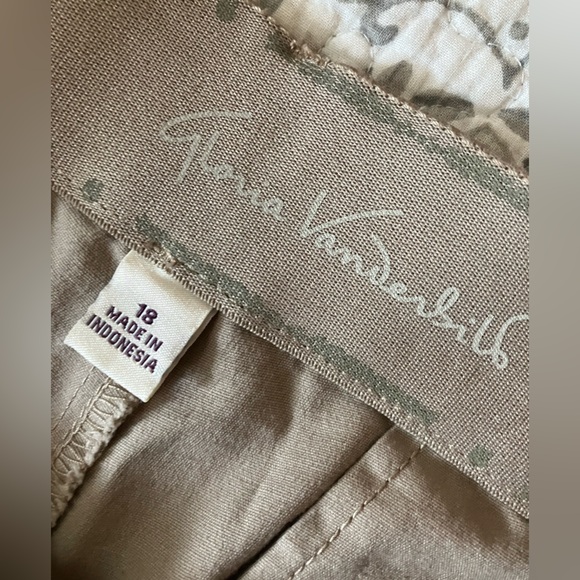 Gloria Vanderbilt
18
MADE IN
INDONESIA